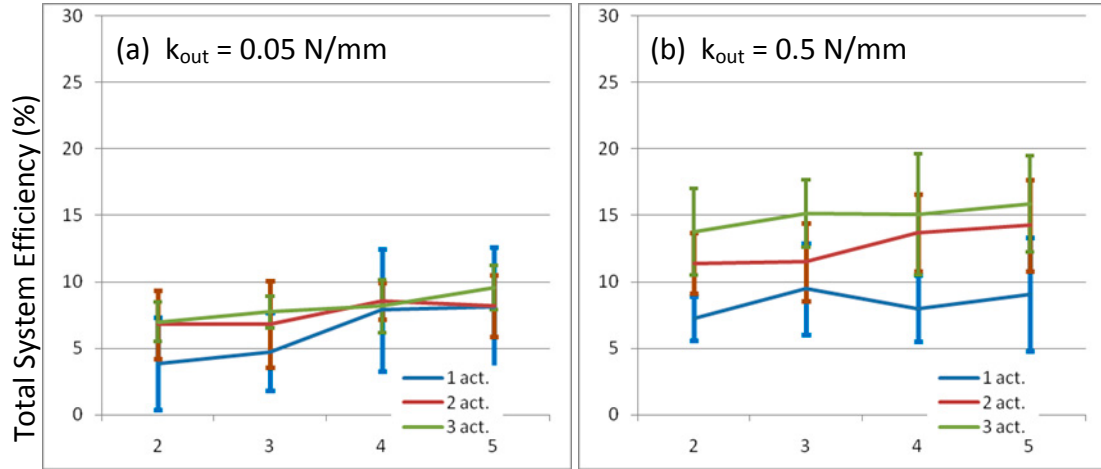 Total System Efficiency (%)
(a) kout = 0.05 N/mm
30
25
20
15
10
5
0
2 3 4 5
1 act.
2 act.
3 act.
(b) kout = 0.5 N/mm
30
25
20
15
10
5
0
2 3 4 5
1 act.
2 act.
3 act.